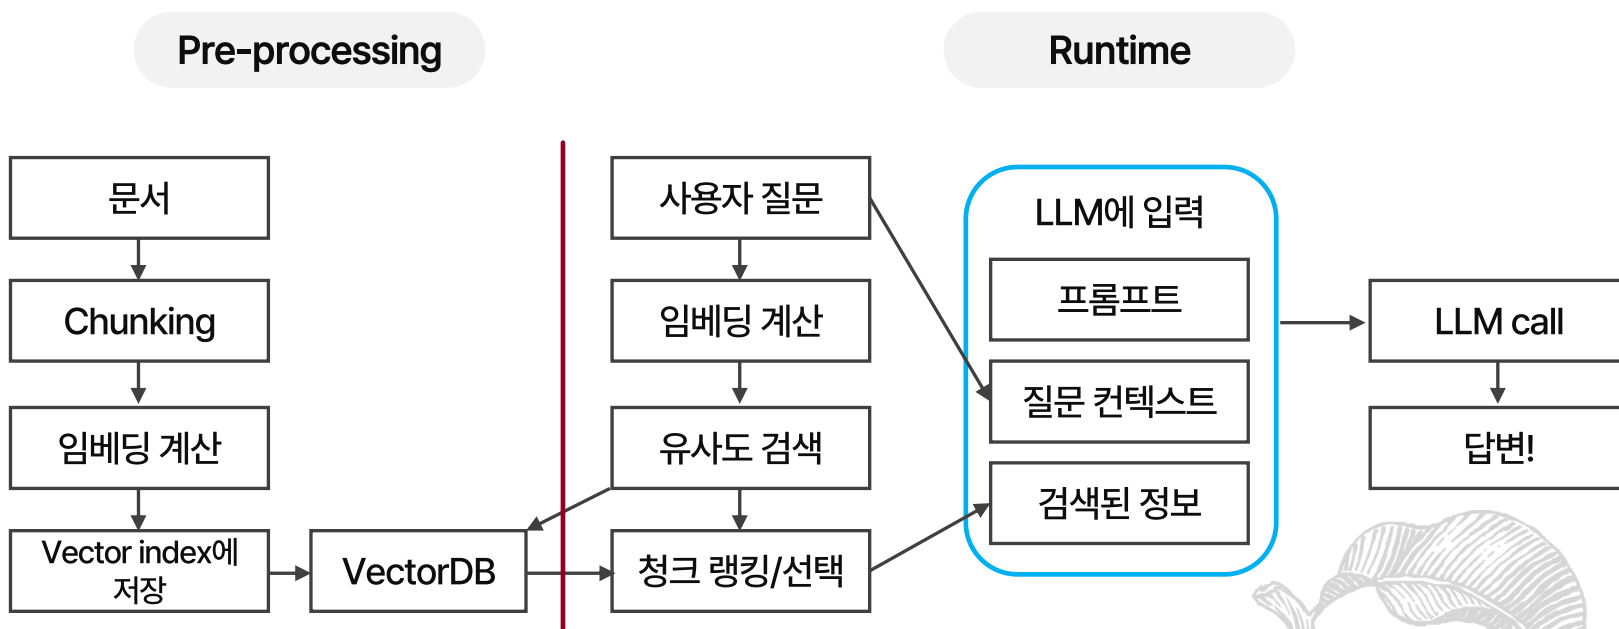 Pre-processing
Runtime
문서
Chunking
임베딩 계산
Vector index에
저장
VectorDB
사용자 질문
임베딩 계산
유사도 검색
청크 랭킹/선택
LLM에 입력
프롬프트
질문 컨텍스트
검색된 정보
LLM call
답변!